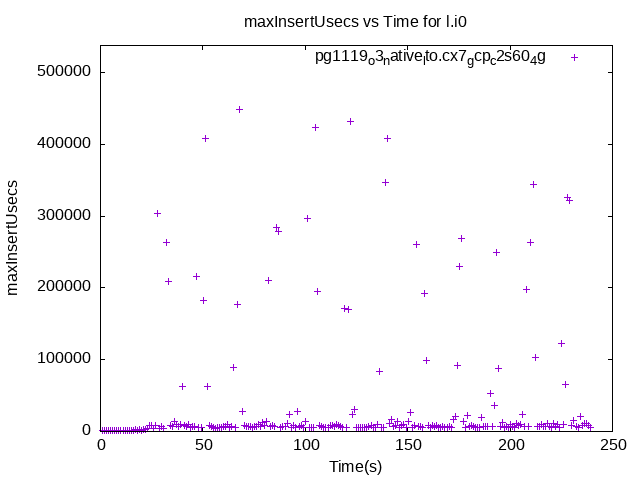 maxInsertUsecs vs Time for l.i0
pg1119o3nativelto.cx7gcpc2s604g
500000
400000
300000
200000
100000
0
maxInsertUsecs
0 50 100 150 200 250
Time(s)